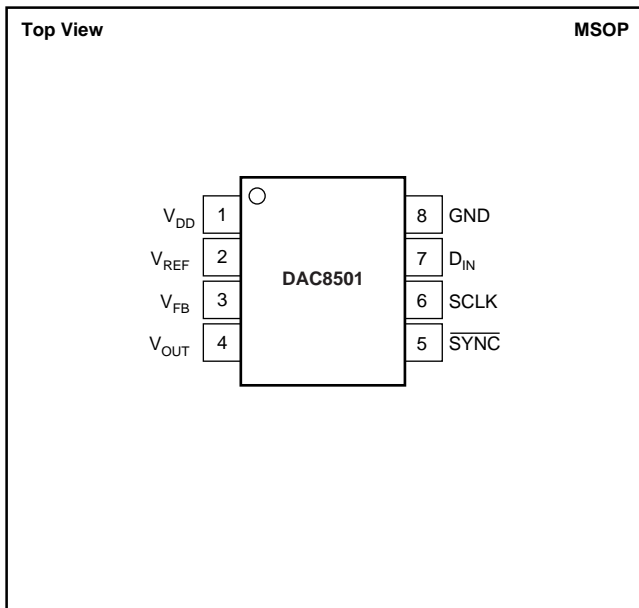 Top View MSOP
V_DD 1 8 GND
V_REF 2 7 D_IN
DAC8501
V_FB 3 6 SCLK
V_OUT 4 5 S̅Y̅N̅C̅